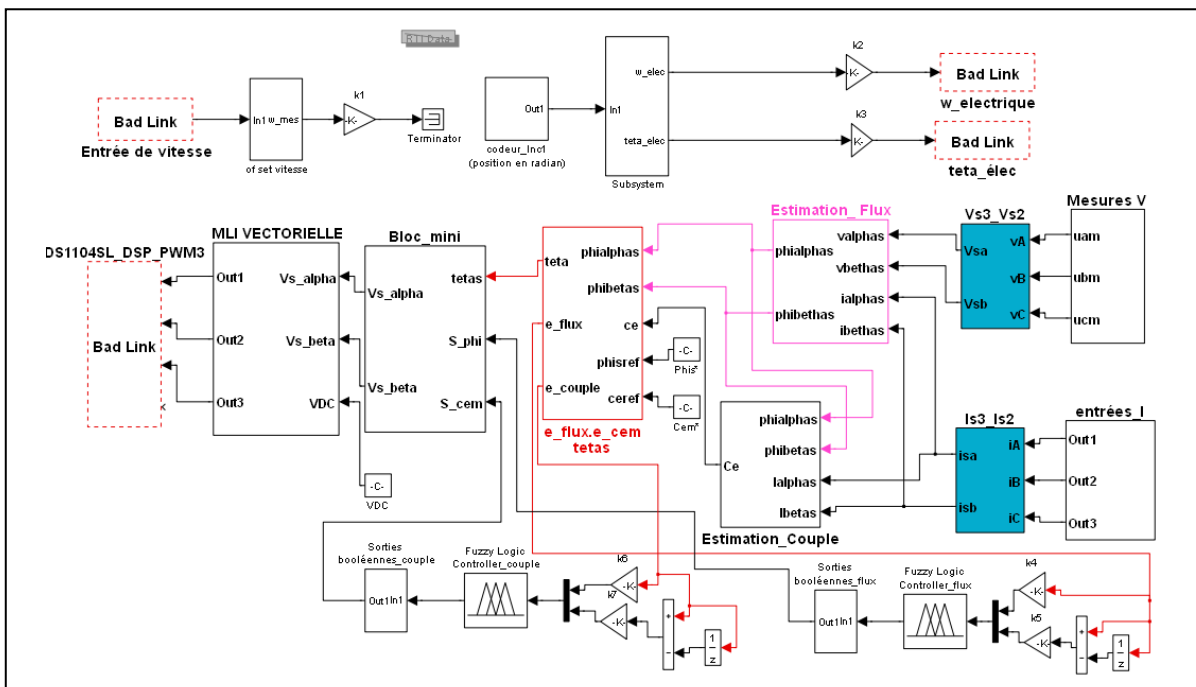 RTI Data
k2
w_elec
-K-
Bad Link
w_electrique
k1
Bad Link
Entrée de vitesse
In1
w_mes
-K-
Terminator
of set vitesse
Out1
codeur_Inc1
(position en radian)
In1
k3
teta_elec
-K-
Bad Link
teta_élec
Subsystem
Mesures V
Estimation_ Flux
Vs3_Vs2
MLI VECTORIELLE
Bloc_mini
DS1104SL_DSP_PWM3
Bad Link
Out1
Out2
Out3
Vs_alpha
Vs_beta
VDC
Vs_alpha
Vs_beta
tetas
S_phi
S_cem
teta
e_flux
e_couple
phialphas
phibetas
ce
phisref
ceref
e_flux.e_cem
tetas
-C-
Phis*
-C-
Cem*
phialphas
phibethas
valphas
vbethas
ialphas
ibethas
Vsa
Vsb
vA
vB
vC
uam
ubm
ucm
-C-
VDC
Ce
phialphas
phibetas
Ialphas
Ibetas
Estimation_Couple
Is3_Is2
isa
isb
iA
iB
iC
entrées_I
Out1
Out2
Out3
Sorties
booléennes_couple
Out1
In1
Fuzzy Logic
Controller_couple
k6
-K-
k7
-K-
+
−
1
z
Sorties
booléennes_flux
Out1
In1
Fuzzy Logic
Controller_flux
k4
-K-
k5
-K-
+
−
1
z